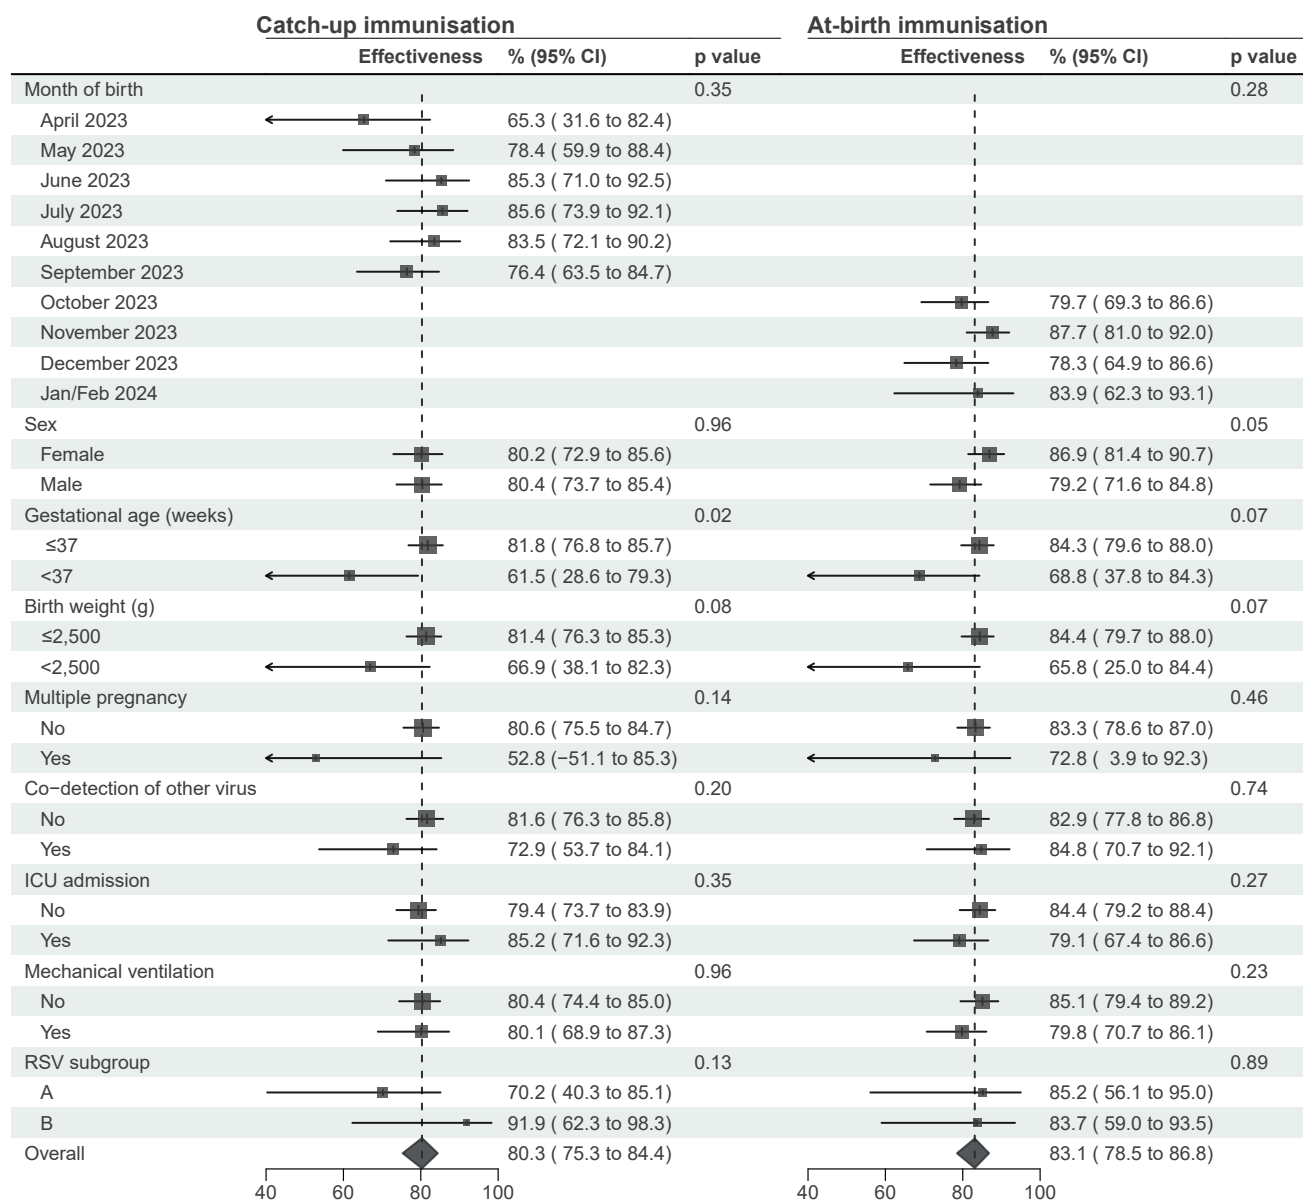 Catch-up immunisation At-birth immunisation
Effectiveness % (95% CI) p value Effectiveness % (95% CI) p value
Month of birth 0.35 0.28
April 2023 65.3 ( 31.6 to 82.4)
May 2023 78.4 ( 59.9 to 88.4)
June 2023 85.3 ( 71.0 to 92.5)
July 2023 85.6 ( 73.9 to 92.1)
August 2023 83.5 ( 72.1 to 90.2)
September 2023 76.4 ( 63.5 to 84.7)
October 2023 79.7 ( 69.3 to 86.6)
November 2023 87.7 ( 81.0 to 92.0)
December 2023 78.3 ( 64.9 to 86.6)
Jan/Feb 2024 83.9 ( 62.3 to 93.1)
Sex 0.96 0.05
Female 80.2 ( 72.9 to 85.6) 86.9 ( 81.4 to 90.7)
Male 80.4 ( 73.7 to 85.4) 79.2 ( 71.6 to 84.8)
Gestational age (weeks) 0.02 0.07
≤37 81.8 ( 76.8 to 85.7) 84.3 ( 79.6 to 88.0)
<37 61.5 ( 28.6 to 79.3) 68.8 ( 37.8 to 84.3)
Birth weight (g) 0.08 0.07
≤2,500 81.4 ( 76.3 to 85.3) 84.4 ( 79.7 to 88.0)
<2,500 66.9 ( 38.1 to 82.3) 65.8 ( 25.0 to 84.4)
Multiple pregnancy 0.14 0.46
No 80.6 ( 75.5 to 84.7) 83.3 ( 78.6 to 87.0)
Yes 52.8 (−51.1 to 85.3) 72.8 ( 3.9 to 92.3)
Co−detection of other virus 0.20 0.74
No 81.6 ( 76.3 to 85.8) 82.9 ( 77.8 to 86.8)
Yes 72.9 ( 53.7 to 84.1) 84.8 ( 70.7 to 92.1)
ICU admission 0.35 0.27
No 79.4 ( 73.7 to 83.9) 84.4 ( 79.2 to 88.4)
Yes 85.2 ( 71.6 to 92.3) 79.1 ( 67.4 to 86.6)
Mechanical ventilation 0.96 0.23
No 80.4 ( 74.4 to 85.0) 85.1 ( 79.4 to 89.2)
Yes 80.1 ( 68.9 to 87.3) 79.8 ( 70.7 to 86.1)
RSV subgroup 0.13 0.89
A 70.2 ( 40.3 to 85.1) 85.2 ( 56.1 to 95.0)
B 91.9 ( 62.3 to 98.3) 83.7 ( 59.0 to 93.5)
Overall 80.3 ( 75.3 to 84.4) 83.1 ( 78.5 to 86.8)
40 60 80 100 40 60 80 100